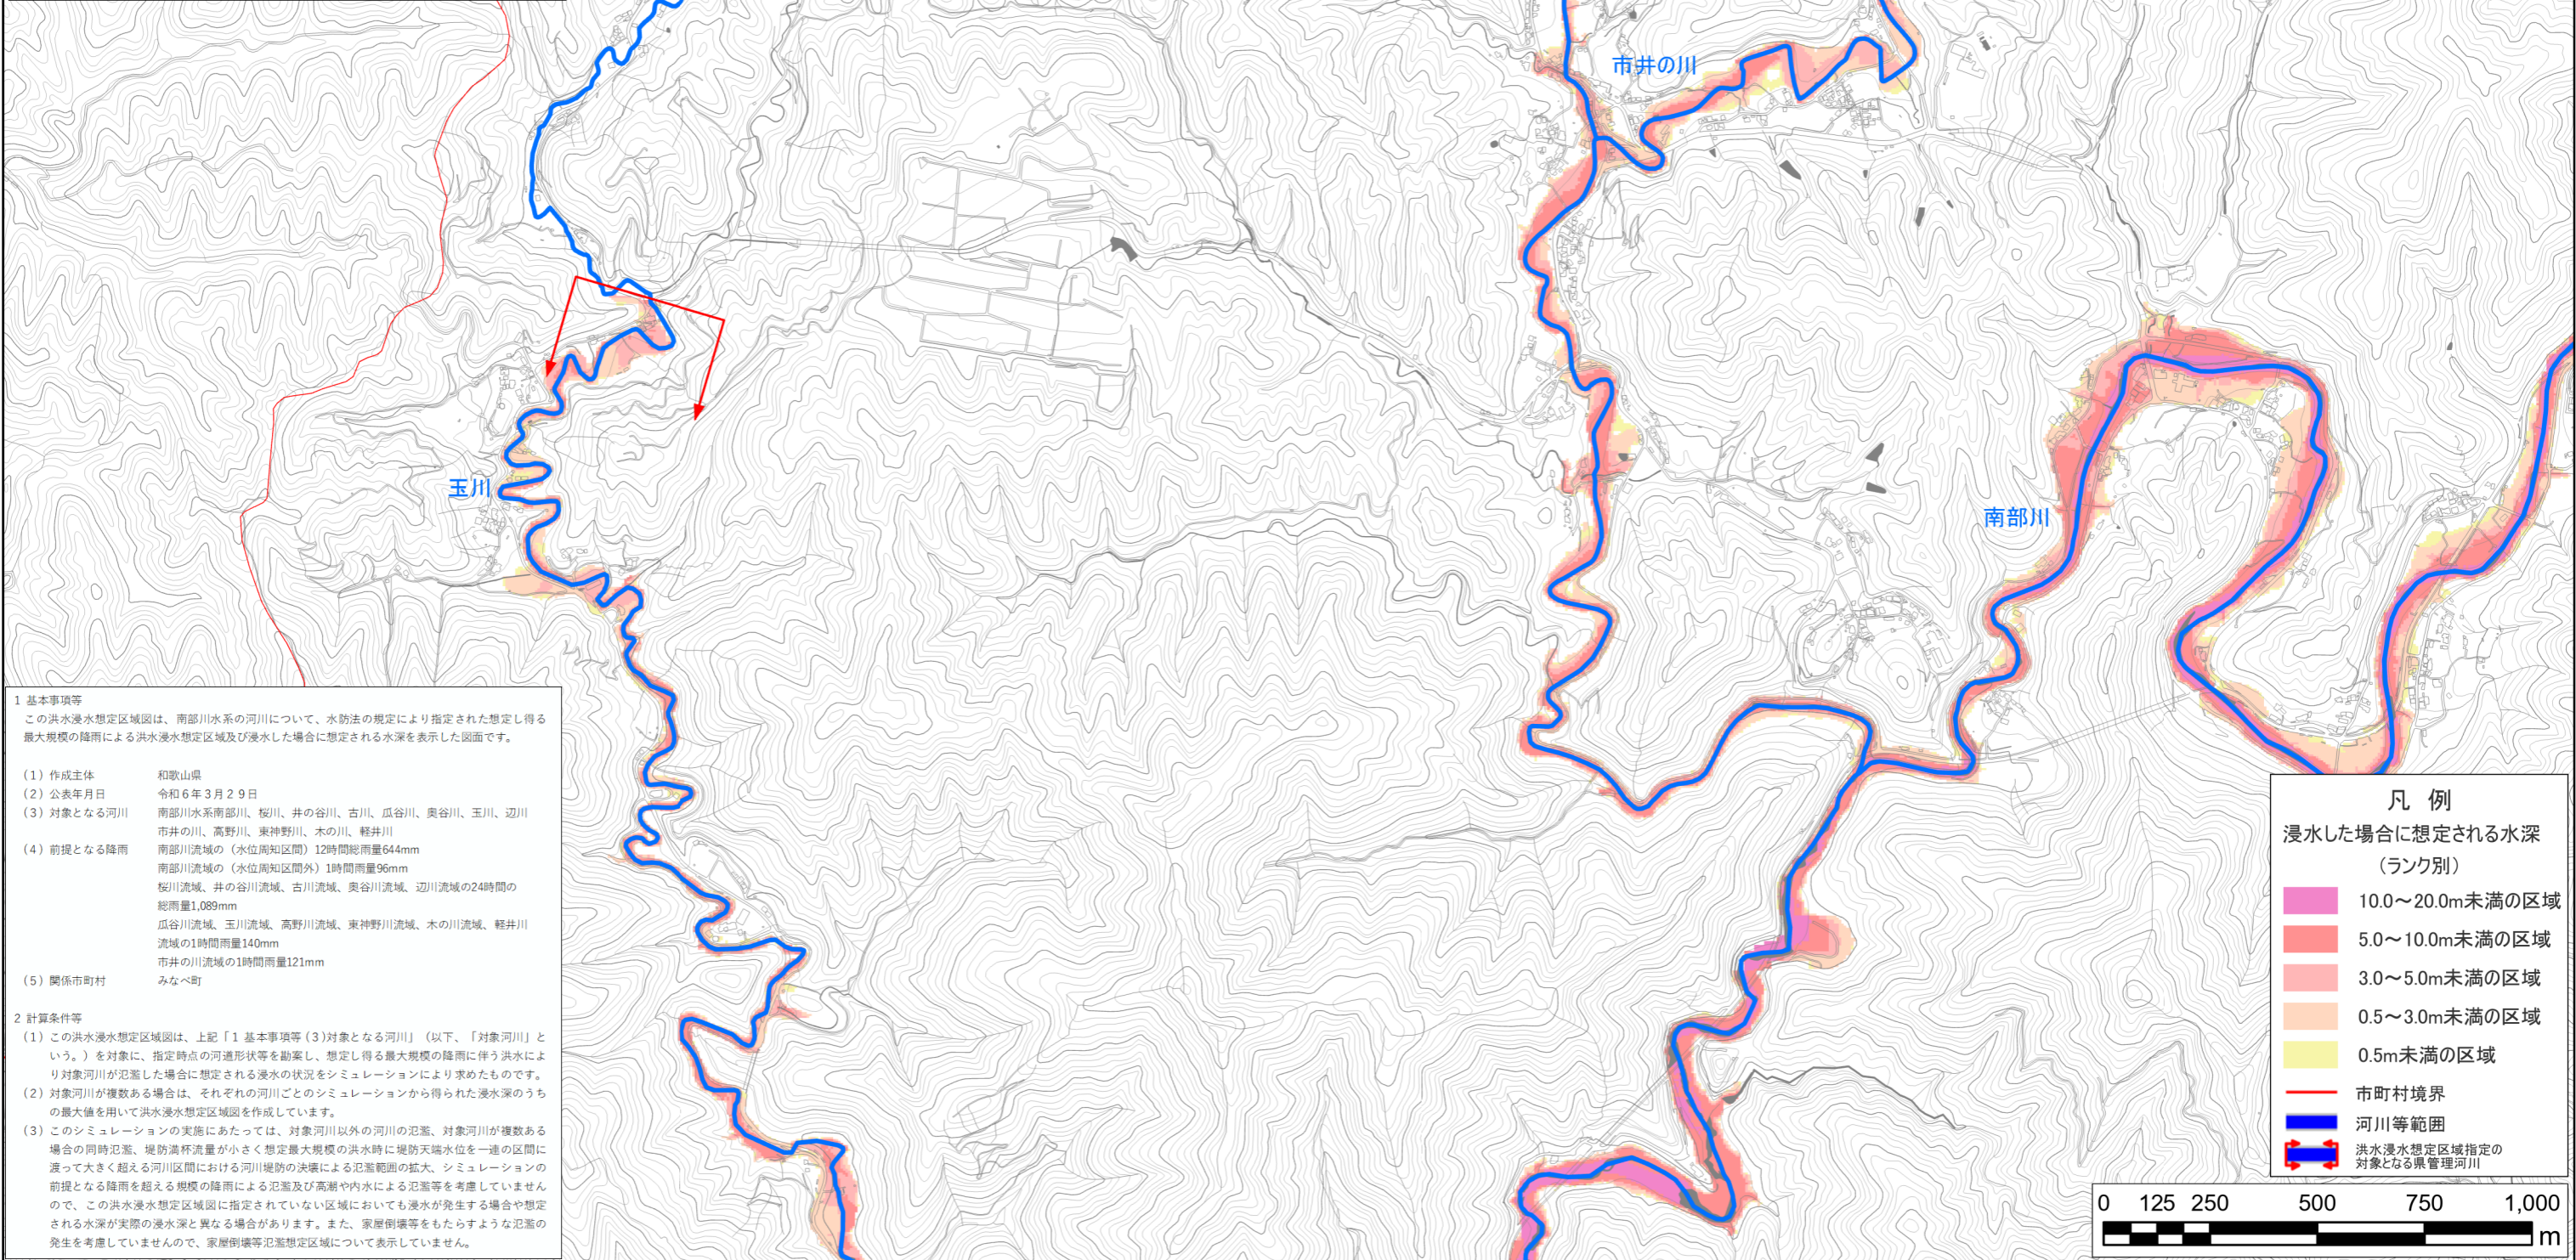 市井の川
玉川
南部川
1 基本事項等
この洪水浸水想定区域図は、南部川水系の河川について、水防法の規定により指定された想定し得る
最大規模の降雨による洪水浸水想定区域及び浸水した場合に想定される水深を表示した図面です。
(1) 作成主体 和歌山県
(2) 公表年月日 令和6年3月29日
(3) 対象となる河川 南部川水系南部川、桜川、井の谷川、古川、瓜谷川、奥谷川、玉川、辺川
市井の川、高野川、東神野川、木の川、軽井川
(4) 前提となる降雨 南部川流域の（水位周知区間）12時間総雨量644mm
南部川流域の（水位周知区間外）1時間雨量96mm
桜川流域、井の谷川流域、古川流域、奥谷川流域、辺川流域の24時間の
総雨量1,089mm
瓜谷川流域、玉川流域、高野川流域、東神野川流域、木の川流域、軽井川
流域の1時間雨量140mm
市井の川流域の1時間雨量121mm
(5) 関係市町村 みなべ町
2 計算条件等
(1) この洪水浸水想定区域図は、上記「1 基本事項等(3)対象となる河川」（以下、「対象河川」と
いう。）を対象に、指定時点の河道形状等を勘案し、想定し得る最大規模の降雨に伴う洪水によ
り対象河川が氾濫した場合に想定される浸水の状況をシミュレーションにより求めたものです。
(2) 対象河川が複数ある場合は、それぞれの河川ごとのシミュレーションから得られた浸水深のうち
の最大値を用いて洪水浸水想定区域図を作成しています。
(3) このシミュレーションの実施にあたっては、対象河川以外の河川の氾濫、対象河川が複数ある
場合の同時氾濫、堤防満杯流量が小さく想定最大規模の洪水時に堤防天端水位を一連の区間に
渡って大きく超える河川区間における河川堤防の決壊による氾濫範囲の拡大、シミュレーションの
前提となる降雨を超える規模の降雨による氾濫及び高潮や内水による氾濫等を考慮していません
ので、この洪水浸水想定区域図に指定されていない区域においても浸水が発生する場合や想定
される水深が実際の浸水深と異なる場合があります。また、家屋倒壊等をもたらすような氾濫の
発生を考慮していませんので、家屋倒壊等氾濫想定区域について表示していません。
凡 例
浸水した場合に想定される水深
（ランク別）
10.0～20.0m未満の区域
5.0～10.0m未満の区域
3.0～5.0m未満の区域
0.5～3.0m未満の区域
0.5m未満の区域
市町村境界
河川等範囲
洪水浸水想定区域指定の
対象となる県管理河川
0 125 250 500 750 1,000
m